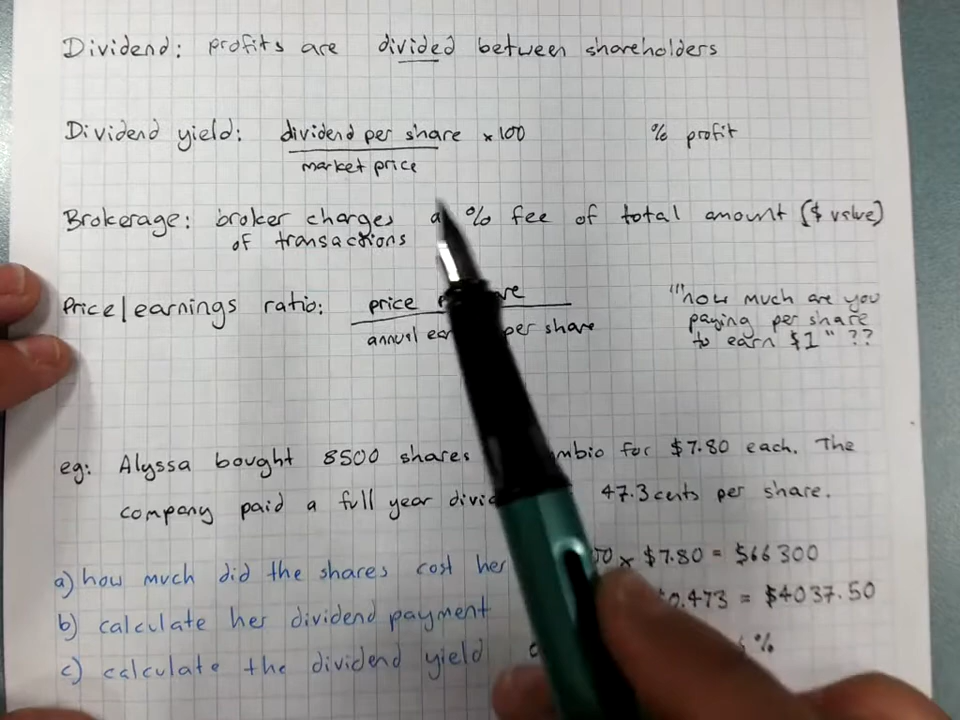 Dividend: profits are divided between shareholders
Dividend yield: dividend per share × 100 % profit
market price
Brokerage: broker charges a % fee of total amount ($ value)
of transactions
Price/earnings ratio: price
annual per share
"how much are you
paying per share
to earn $1" ??
eg: Alyssa bought 8500 shares for $7.80 each. The
company paid a full year 47.3 cents per share.
a) how much did the shares cost her × $7.80 = $66 300
b) calculate her dividend payment $0.473 = $4037.50
c) calculate the dividend yield %